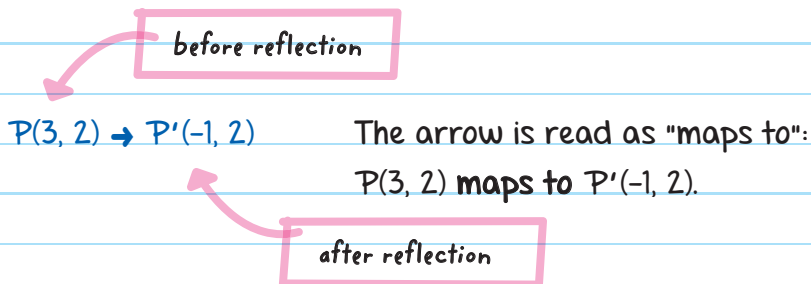 before reflection
P(3, 2) → P'(-1, 2)
The arrow is read as "maps to":
P(3, 2) maps to P'(-1, 2).
after reflection